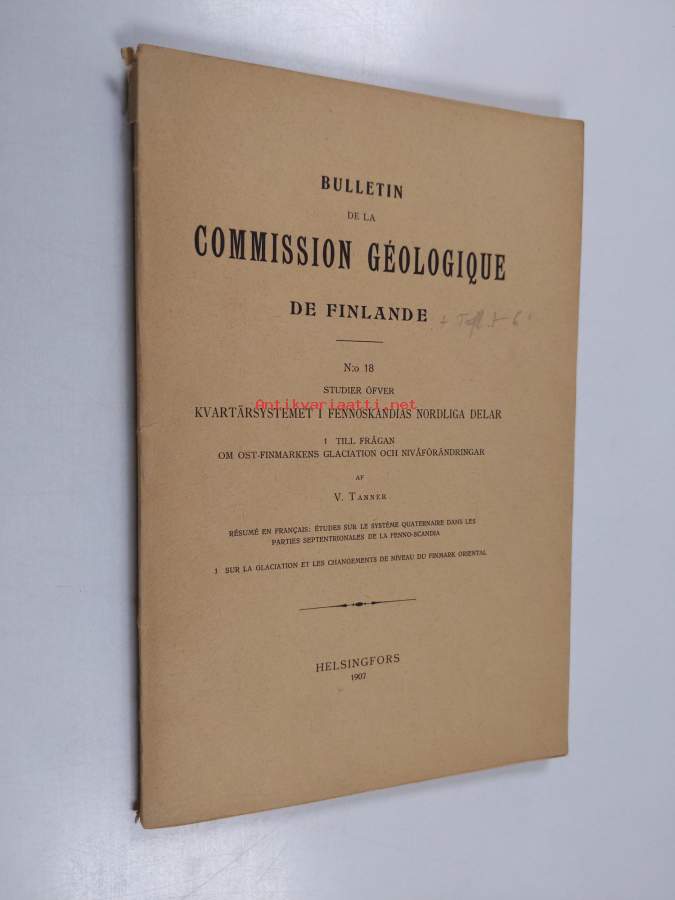 BULLETIN
DE LA
COMMISSION GÉOLOGIQUE
DE FINLANDE
N:o 18
STUDIER ÖFVER
Antikvariaatti.net
KVARTÄRSYSTEMET I FENNOSKANDIAS NORDLIGA DELAR
1 TILL FRÅGAN
OM OST-FINMARKENS GLACIATION OCH NIVÅFÖRÄNDRINGAR
AF
V. TANNER
RÉSUMÉ EN FRANÇAIS: ÉTUDES SUR LE SYSTÈME QUATERNAIRE DANS LES
PARTIES SEPTENTRIONALES DE LA FENNO-SCANDIA
1 SUR LA GLACIATION ET LES CHANGEMENTS DE NIVEAU DU FINMARK ORIENTAL
HELSINGFORS
1907